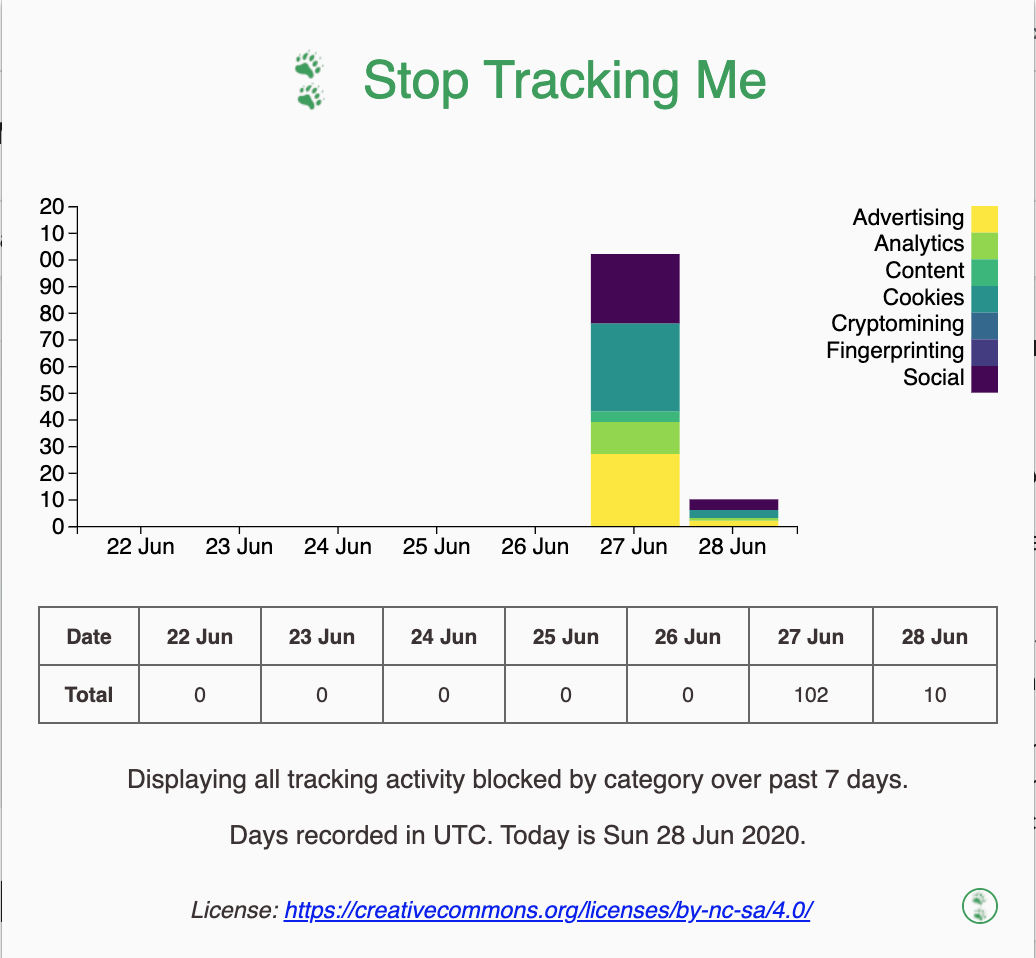 Stop Tracking Me
20
10
00
90
80
70
60
50
40
30
20
10
0
22 Jun 23 Jun 24 Jun 25 Jun 26 Jun 27 Jun 28 Jun
Advertising
Analytics
Content
Cookies
Cryptomining
Fingerprinting
Social
Date 22 Jun 23 Jun 24 Jun 25 Jun 26 Jun 27 Jun 28 Jun
Total 0 0 0 0 0 102 10
Displaying all tracking activity blocked by category over past 7 days.
Days recorded in UTC. Today is Sun 28 Jun 2020.
License: https://creativecommons.org/licenses/by-nc-sa/4.0/